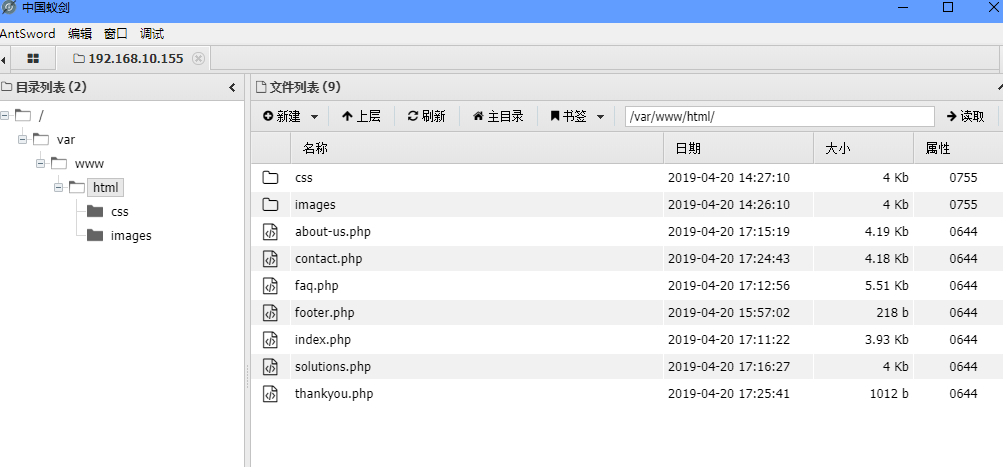 中国蚁剑
AntSword 编辑 窗口 调试
192.168.10.155
目录列表 (2)
/
var
www
html
css
images
文件列表 (9)
新建 上层 刷新 主目录 书签 /var/www/html/ 读取
名称 日期 大小 属性
css 2019-04-20 14:27:10 4 Kb 0755
images 2019-04-20 14:26:10 4 Kb 0755
about-us.php 2019-04-20 17:15:19 4.19 Kb 0644
contact.php 2019-04-20 17:24:43 4.18 Kb 0644
faq.php 2019-04-20 17:12:56 5.51 Kb 0644
footer.php 2019-04-20 15:57:02 218 b 0644
index.php 2019-04-20 17:11:22 3.93 Kb 0644
solutions.php 2019-04-20 17:16:27 4 Kb 0644
thankyou.php 2019-04-20 17:25:41 1012 b 0644